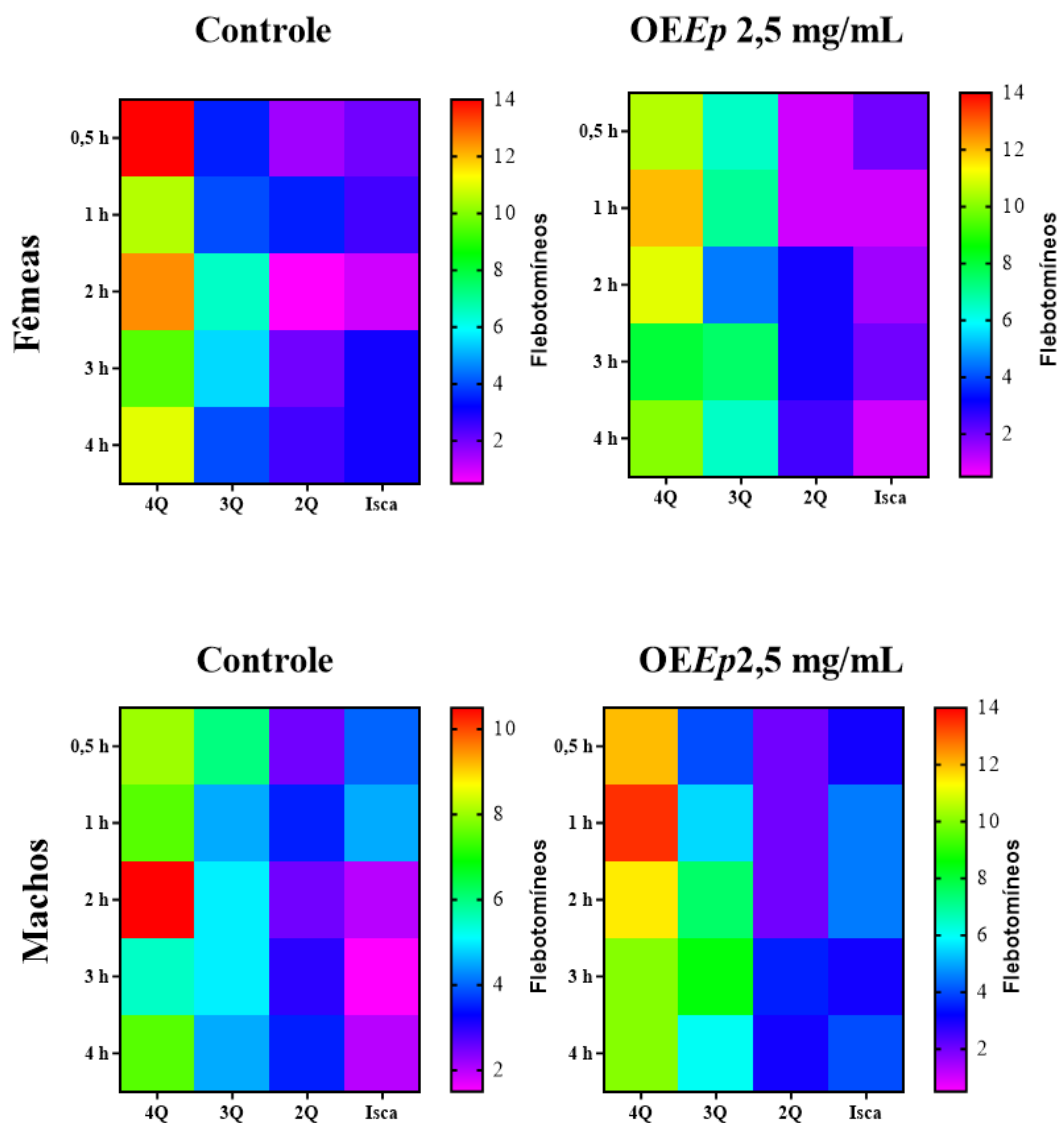 Controle
OEEp 2,5 mg/mL
Fêmeas
0,5 h
1 h
2 h
3 h
4 h
4Q 3Q 2Q Isca
14
12
10
8
6
4
2
Flebotomíneos
0,5 h
1 h
2 h
3 h
4 h
4Q 3Q 2Q Isca
14
12
10
8
6
4
2
Flebotomíneos
Controle
OEEp2,5 mg/mL
Machos
0,5 h
1 h
2 h
3 h
4 h
4Q 3Q 2Q Isca
10
8
6
4
2
Flebotomíneos
0,5 h
1 h
2 h
3 h
4 h
4Q 3Q 2Q Isca
14
12
10
8
6
4
2
Flebotomíneos